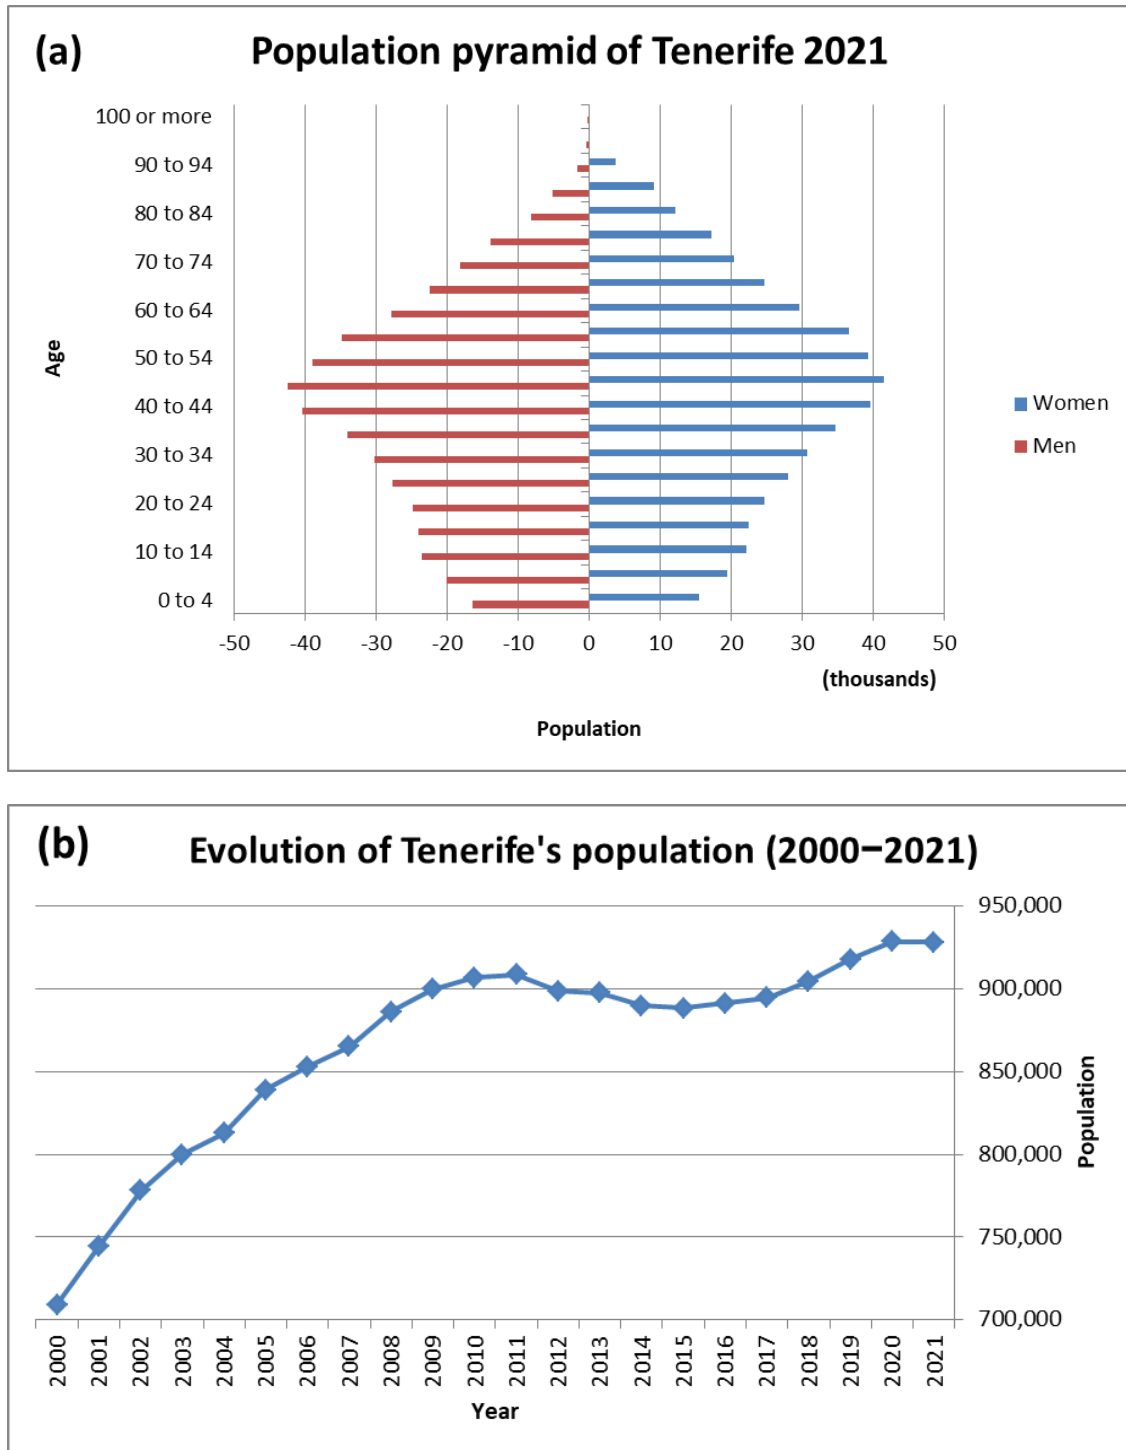 (a) Population pyramid of Tenerife 2021
100 or more
90 to 94
80 to 84
70 to 74
60 to 64
50 to 54
40 to 44
30 to 34
20 to 24
10 to 14
0 to 4
Age
Women
Men
-50 -40 -30 -20 -10 0 10 20 30 40 50
(thousands)
Population
(b) Evolution of Tenerife's population (2000–2021)
950,000
900,000
850,000
800,000
750,000
700,000
Population
2000 2001 2002 2003 2004 2005 2006 2007 2008 2009 2010 2011 2012 2013 2014 2015 2016 2017 2018 2019 2020 2021
Year